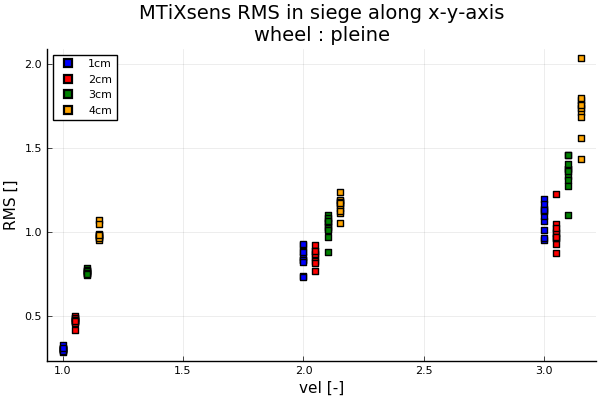 MTiXsens RMS in siege along x-y-axis
wheel : pleine
2.0
1.5
1.0
0.5
RMS []
1cm
2cm
3cm
4cm
1.0 1.5 2.0 2.5 3.0
vel [-]